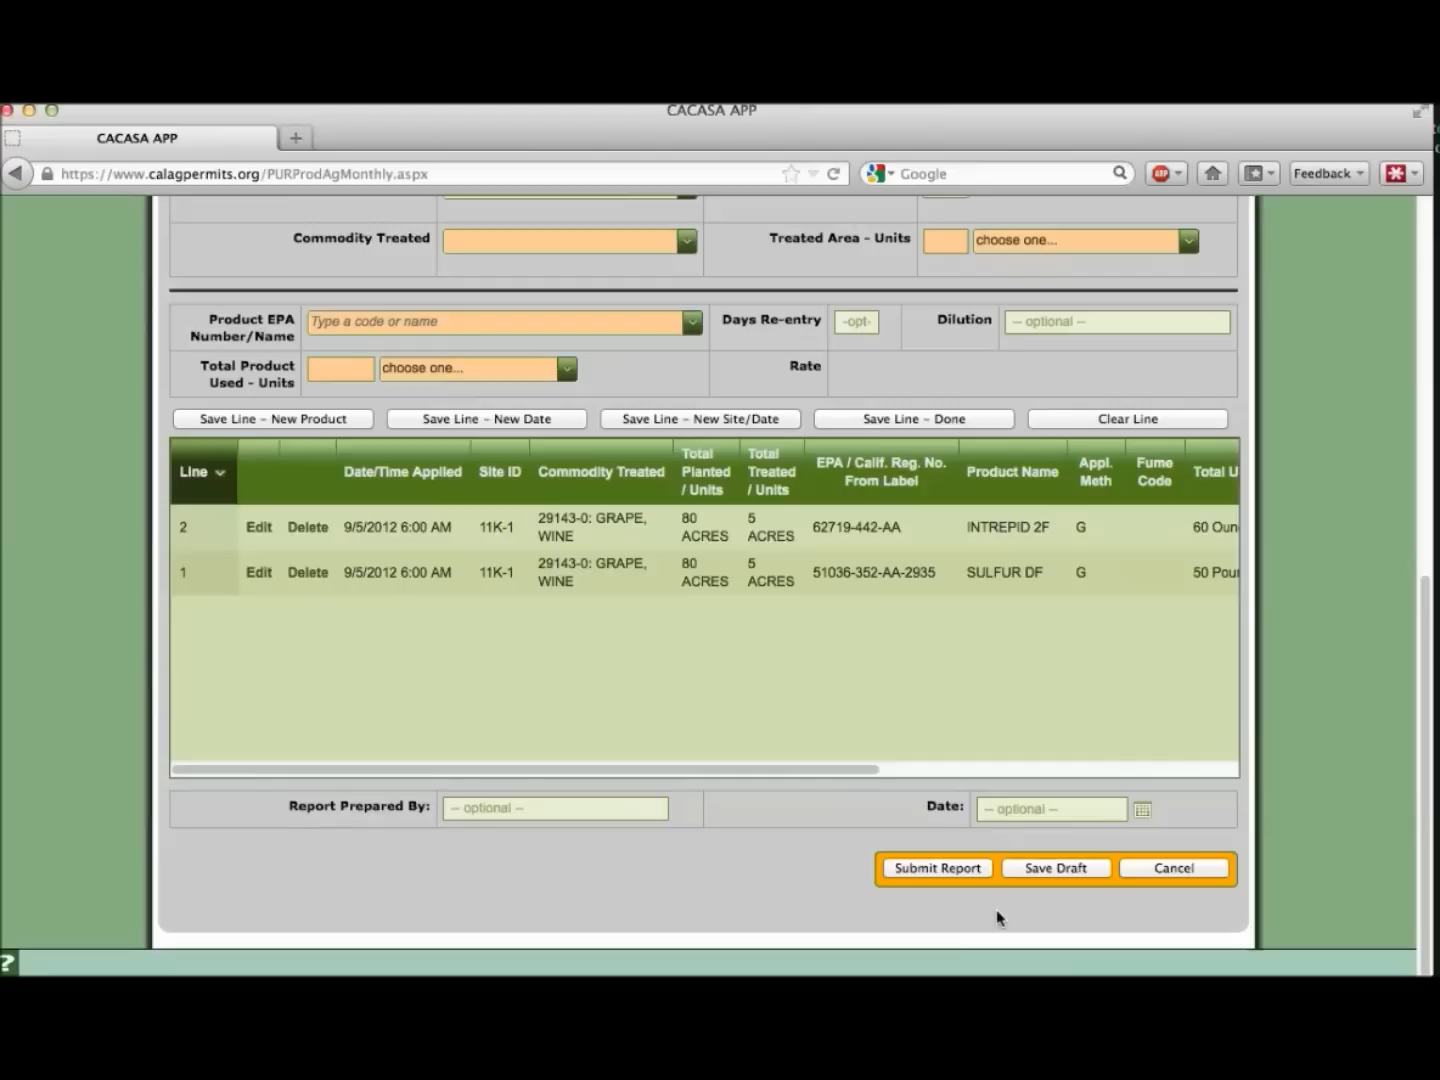 CACASA APP
CACASA APP
+
https://www.calagpermits.org/PURProdAgMonthly.aspx
Google
ABP
Feedback
Commodity Treated
Treated Area - Units
choose one...
Product EPA
Number/Name
Type a code or name
Days Re-entry
-opt-
Dilution
-- optional --
Total Product
Used - Units
choose one...
Rate
Save Line - New Product
Save Line - New Date
Save Line - New Site/Date
Save Line - Done
Clear Line
Line
Date/Time Applied
Site ID
Commodity Treated
Total
Planted
/ Units
Total
Treated
/ Units
EPA / Calif. Reg. No.
From Label
Product Name
Appl.
Meth
Fume
Code
Total U
2
Edit
Delete
9/5/2012 6:00 AM
11K-1
29143-0: GRAPE,
WINE
80
ACRES
5
ACRES
62719-442-AA
INTREPID 2F
G
60 Oun
1
Edit
Delete
9/5/2012 6:00 AM
11K-1
29143-0: GRAPE,
WINE
80
ACRES
5
ACRES
51036-352-AA-2935
SULFUR DF
G
50 Pou
Report Prepared By:
-- optional --
Date:
-- optional --
Submit Report
Save Draft
Cancel
?